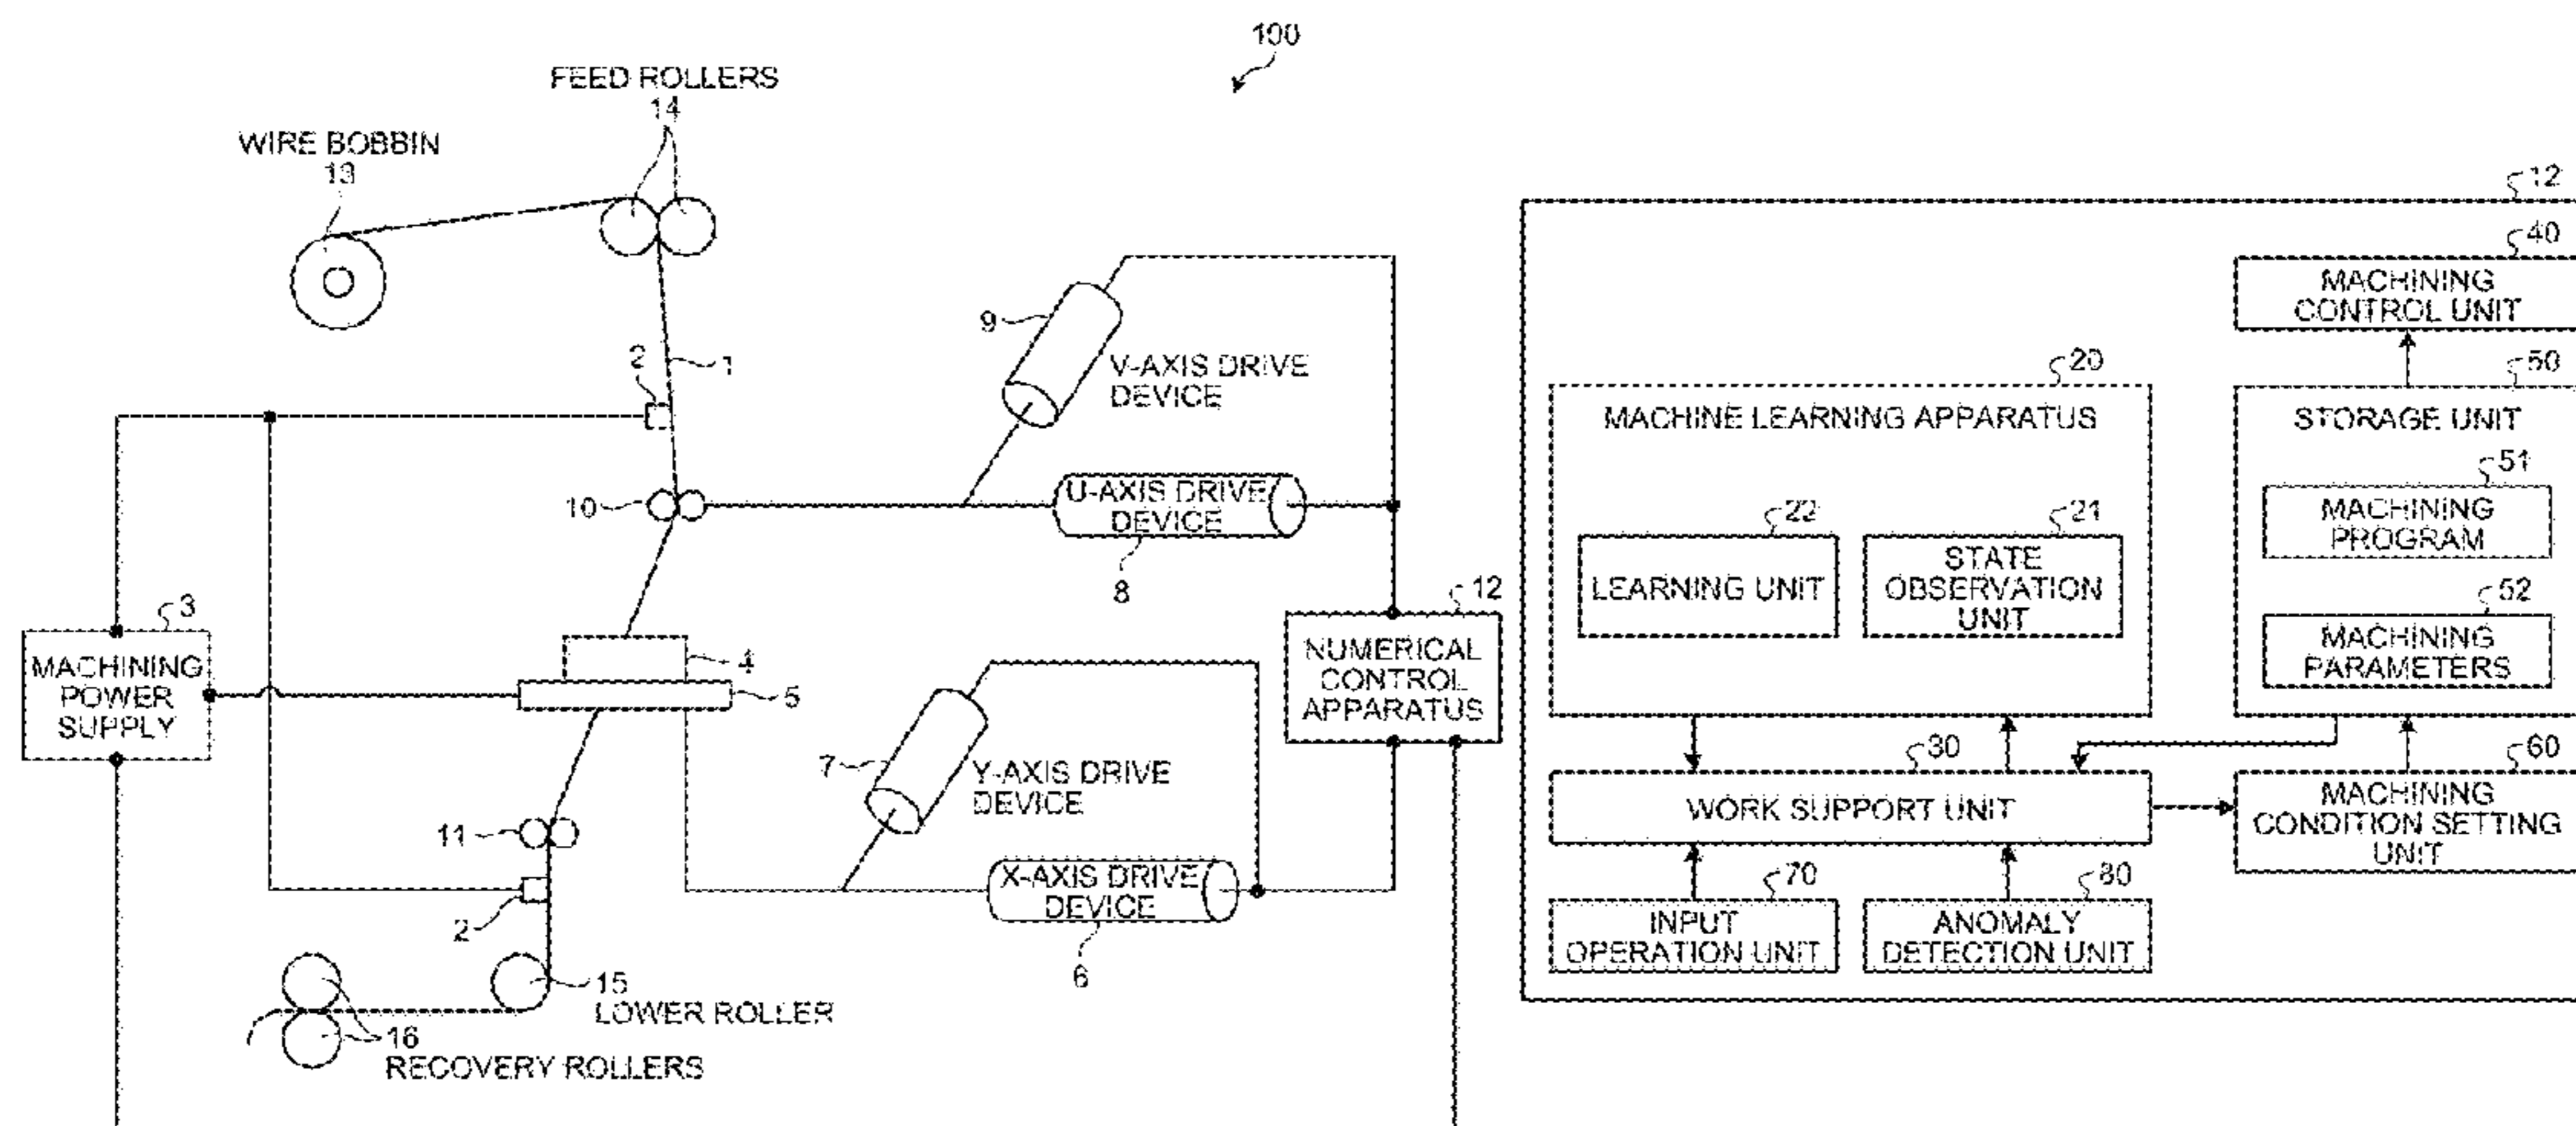 100
FEED ROLLERS
14
WIRE BOBBIN
13
9
V-AXIS DRIVE
DEVICE
2
1
10
U-AXIS DRIVE
DEVICE
8
3
MACHINING
POWER
SUPPLY
4
5
12
NUMERICAL
CONTROL
APPARATUS
7
Y-AXIS DRIVE
DEVICE
11
X-AXIS DRIVE
DEVICE
6
2
15
LOWER ROLLER
16
RECOVERY ROLLERS
12
40
MACHINING
CONTROL UNIT
20
MACHINE LEARNING APPARATUS
22
LEARNING UNIT
21
STATE
OBSERVATION
UNIT
50
STORAGE UNIT
51
MACHINING
PROGRAM
52
MACHINING
PARAMETERS
30
WORK SUPPORT UNIT
60
MACHINING
CONDITION SETTING
UNIT
70
INPUT
OPERATION UNIT
80
ANOMALY
DETECTION UNIT